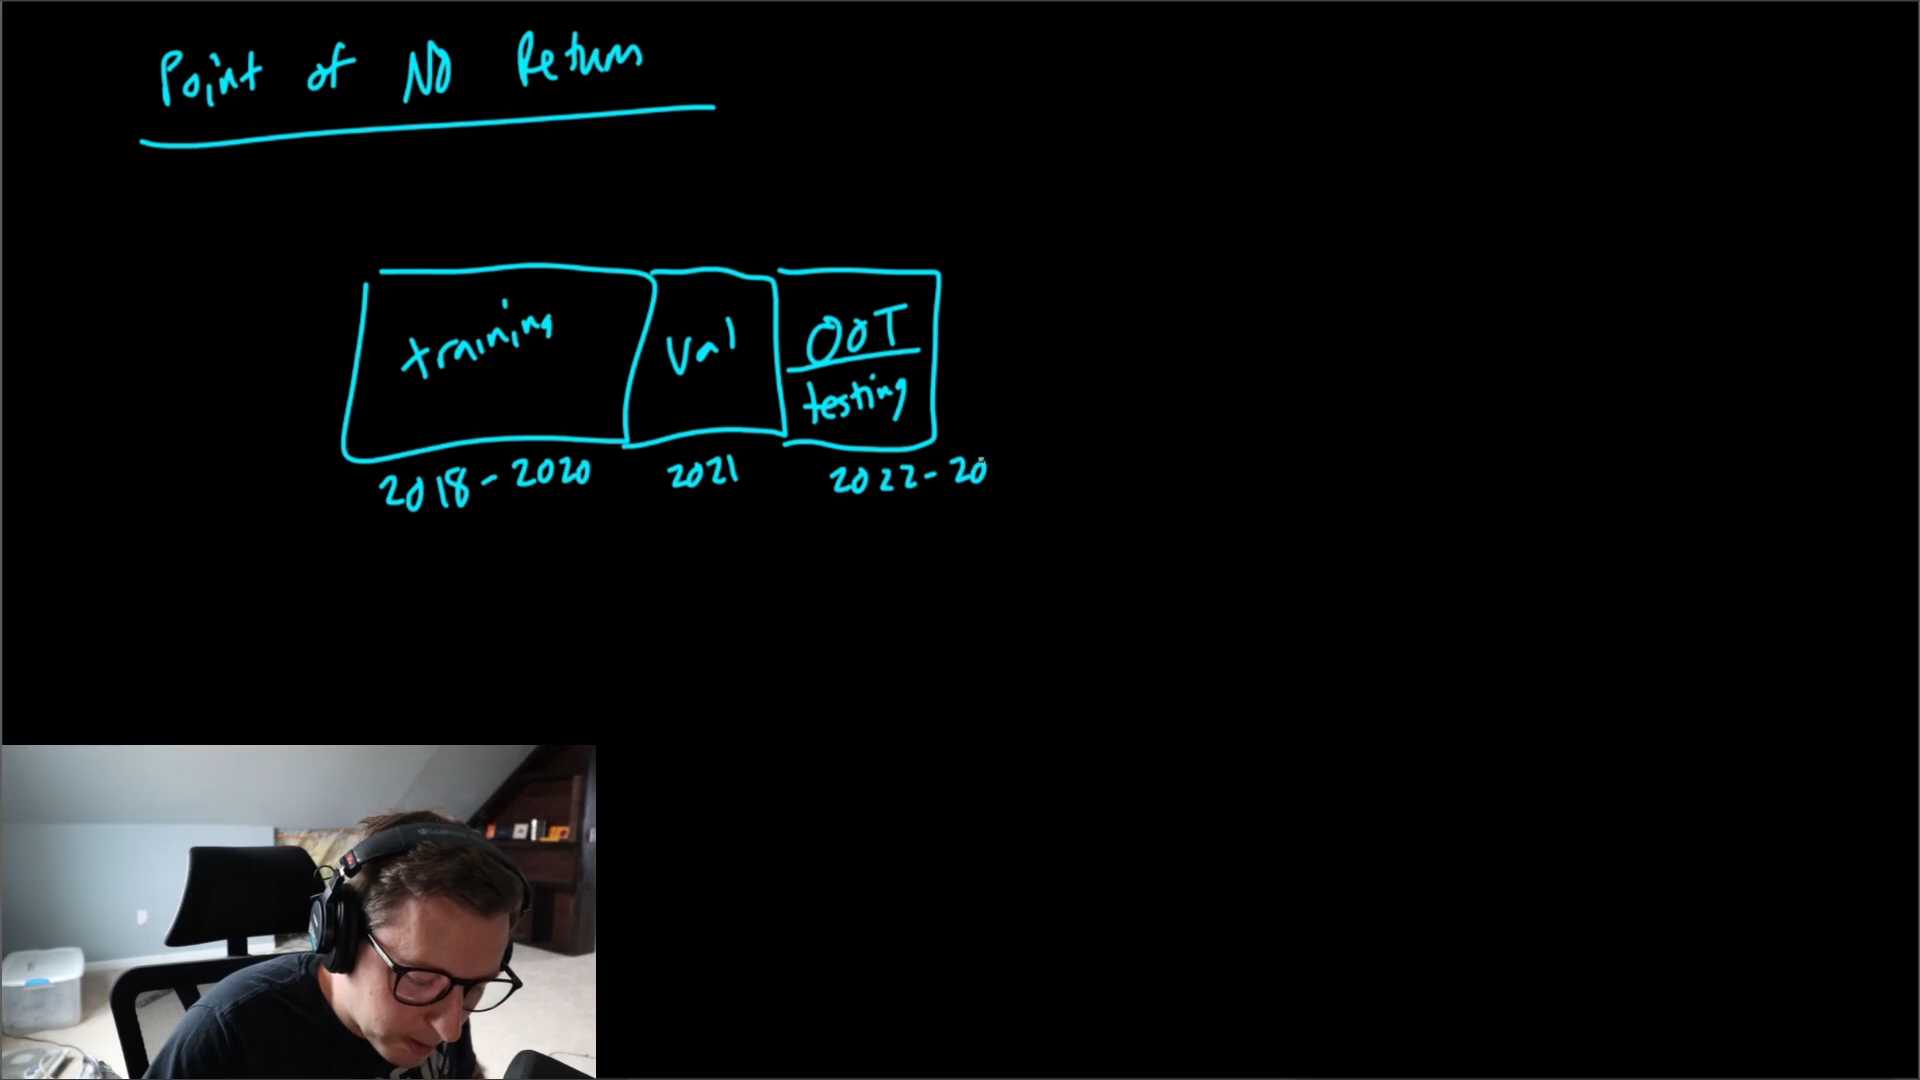 Point of No Return
training
val
OOT
testing
2018-2020
2021
2022-20